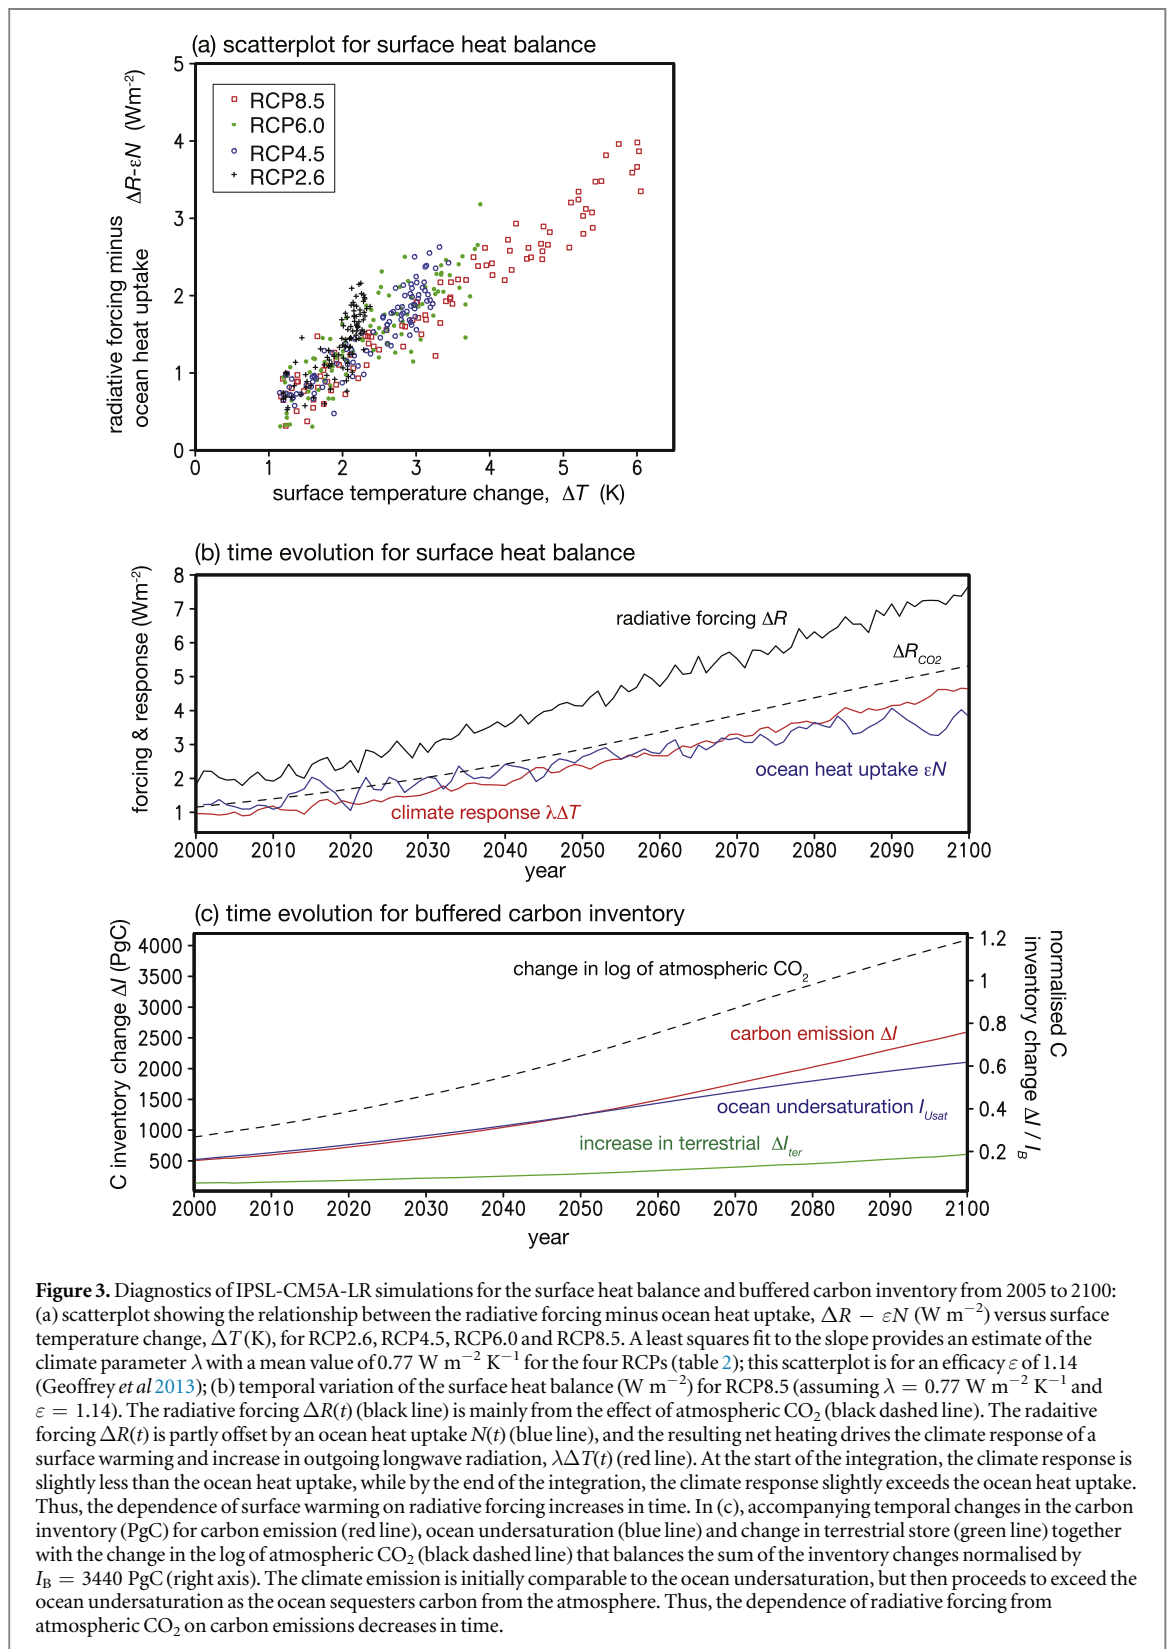 (a) scatterplot for surface heat balance
radiative forcing minus ΔR-εN (Wm-2)
ocean heat uptake
5
4
3
2
1
0
RCP8.5
RCP6.0
RCP4.5
RCP2.6
0 1 2 3 4 5 6
surface temperature change, ΔT (K)
(b) time evolution for surface heat balance
forcing & response (Wm-2)
8
7
6
5
4
3
2
1
radiative forcing ΔR
ΔRCO2
ocean heat uptake εN
climate response λΔT
2000 2010 2020 2030 2040 2050 2060 2070 2080 2090 2100
year
(c) time evolution for buffered carbon inventory
C inventory change ΔI (PgC)
4000
3500
3000
2500
2000
1500
1000
500
change in log of atmospheric CO2
carbon emission ΔI
ocean undersaturation IUsat
increase in terrestrial ΔIter
1.2
1
0.8
0.6
0.4
0.2
normalised C
inventory change ΔI / IB
2000 2010 2020 2030 2040 2050 2060 2070 2080 2090 2100
year
Figure 3. Diagnostics of IPSL-CM5A-LR simulations for the surface heat balance and buffered carbon inventory from 2005 to 2100:
(a) scatterplot showing the relationship between the radiative forcing minus ocean heat uptake, ΔR − εN (W m−2) versus surface
temperature change, ΔT (K), for RCP2.6, RCP4.5, RCP6.0 and RCP8.5. A least squares fit to the slope provides an estimate of the
climate parameter λ with a mean value of 0.77 W m−2 K−1 for the four RCPs (table 2); this scatterplot is for an efficacy ε of 1.14
(Geoffrey et al 2013); (b) temporal variation of the surface heat balance (W m−2) for RCP8.5 (assuming λ = 0.77 W m−2 K−1 and
ε = 1.14). The radiative forcing ΔR(t) (black line) is mainly from the effect of atmospheric CO2 (black dashed line). The radaitive
forcing ΔR(t) is partly offset by an ocean heat uptake N(t) (blue line), and the resulting net heating drives the climate response of a
surface warming and increase in outgoing longwave radiation, λΔT(t) (red line). At the start of the integration, the climate response is
slightly less than the ocean heat uptake, while by the end of the integration, the climate response slightly exceeds the ocean heat uptake.
Thus, the dependence of surface warming on radiative forcing increases in time. In (c), accompanying temporal changes in the carbon
inventory (PgC) for carbon emission (red line), ocean undersaturation (blue line) and change in terrestrial store (green line) together
with the change in the log of atmospheric CO2 (black dashed line) that balances the sum of the inventory changes normalised by
IB = 3440 PgC (right axis). The climate emission is initially comparable to the ocean undersaturation, but then proceeds to exceed the
ocean undersaturation as the ocean sequesters carbon from the atmosphere. Thus, the dependence of radiative forcing from
atmospheric CO2 on carbon emissions decreases in time.